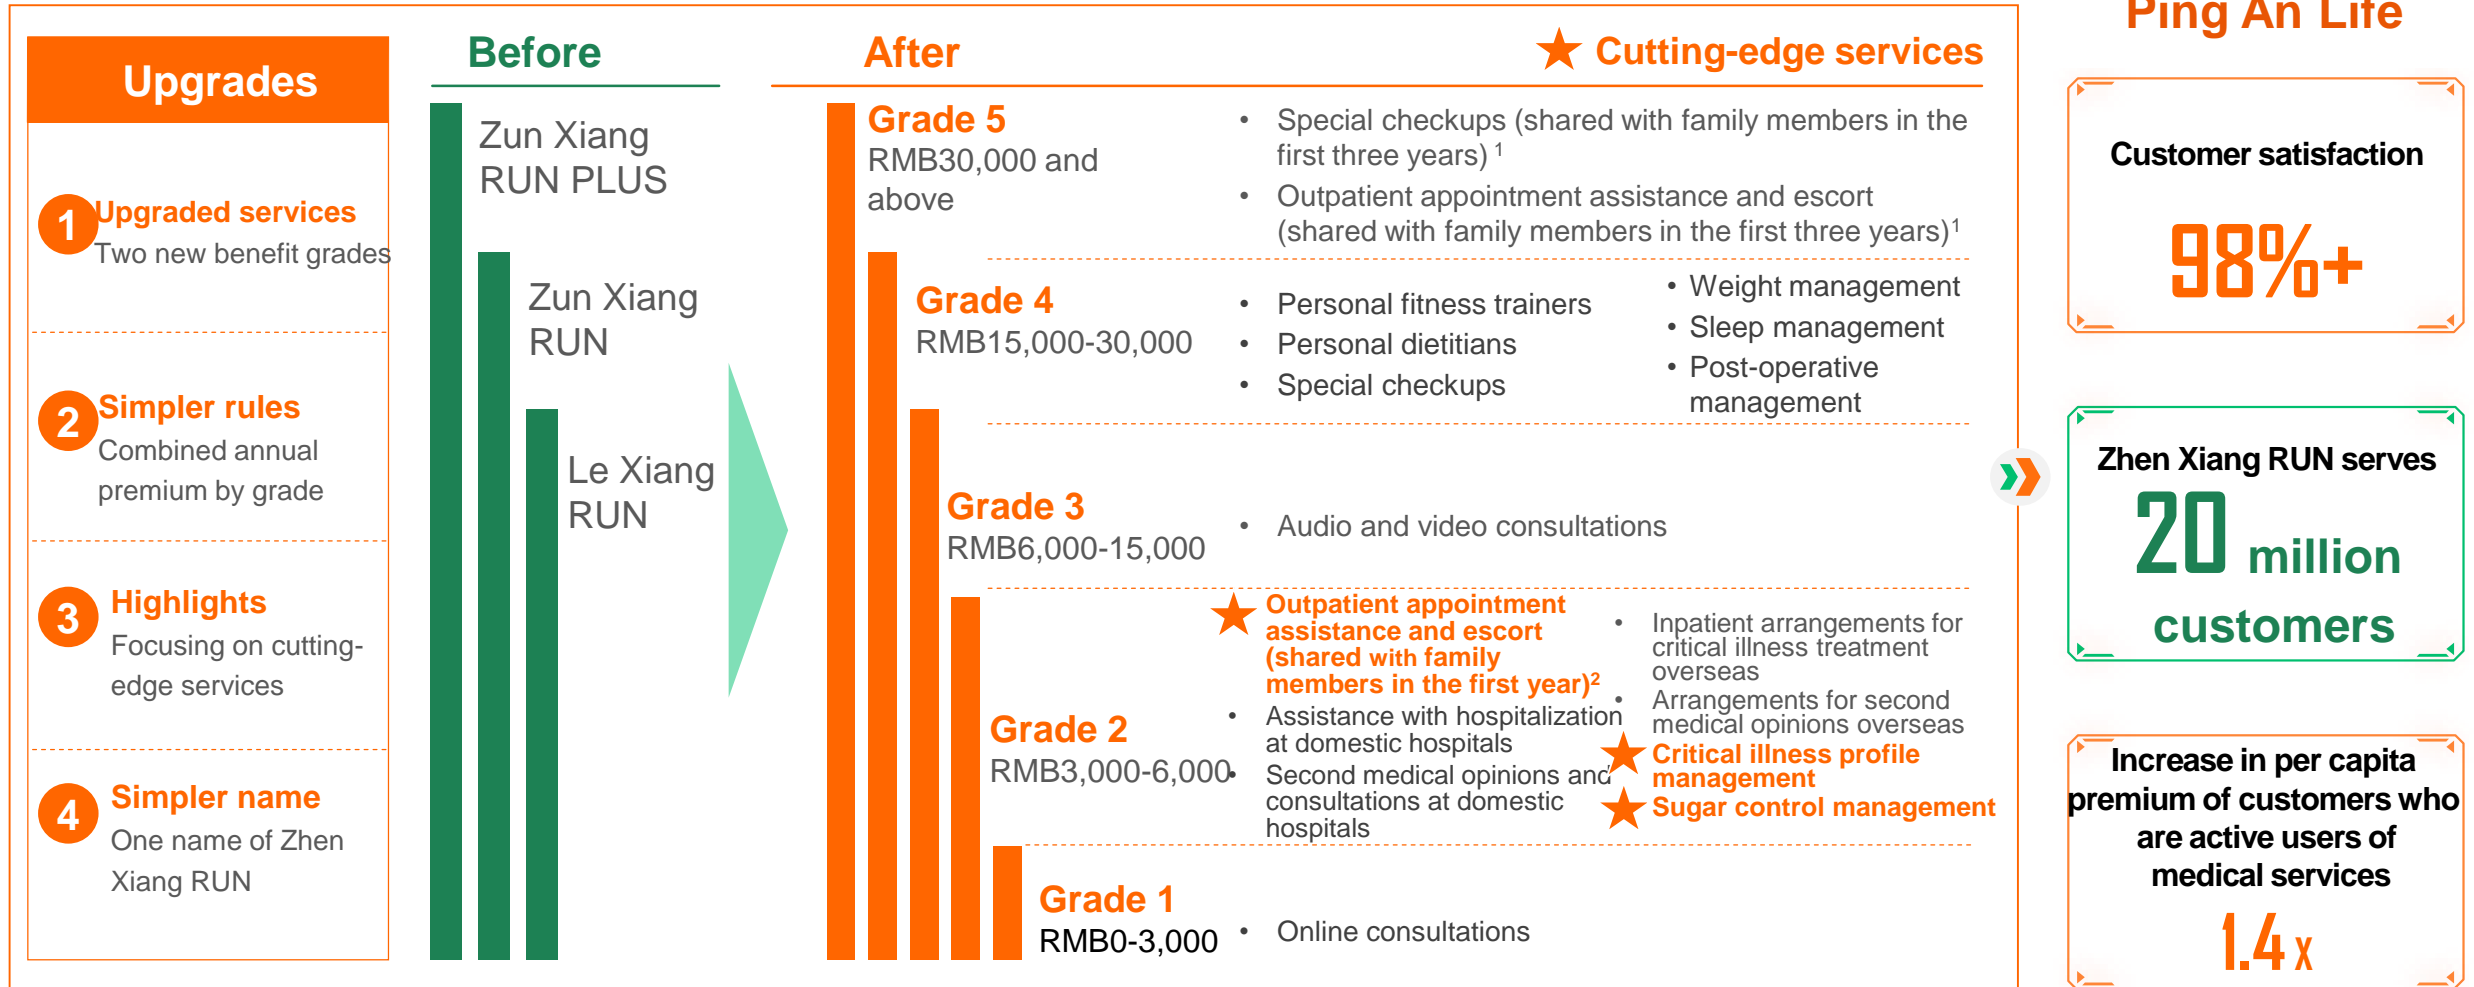 Upgrades
1
Upgraded services
Two new benefit grades
2
Simpler rules
Combined annual
premium by grade
3
Highlights
Focusing on cutting-
edge services
4
Simpler name
One name of Zhen
Xiang RUN
Before
Zun Xiang
RUN PLUS
Zun Xiang
RUN
Le Xiang
RUN
After
★ Cutting-edge services
Grade 5
RMB30,000 and
above
• Special checkups (shared with family members in the
first three years) 1
• Outpatient appointment assistance and escort
(shared with family members in the first three years)1
Grade 4
RMB15,000-30,000
• Personal fitness trainers
• Personal dietitians
• Special checkups
• Weight management
• Sleep management
• Post-operative
management
Grade 3
RMB6,000-15,000
• Audio and video consultations
Grade 2
RMB3,000-6,000
★ Outpatient appointment
assistance and escort
(shared with family
members in the first year)2
• Assistance with hospitalization
at domestic hospitals
• Second medical opinions and
consultations at domestic
hospitals
• Inpatient arrangements for
critical illness treatment
overseas
• Arrangements for second
medical opinions overseas
★ Critical illness profile
management
★ Sugar control management
Grade 1
RMB0-3,000
• Online consultations
Ping An Life
Customer satisfaction
98%+
Zhen Xiang RUN serves
20 million
customers
Increase in per capita
premium of customers who
are active users of
medical services
1.4 x